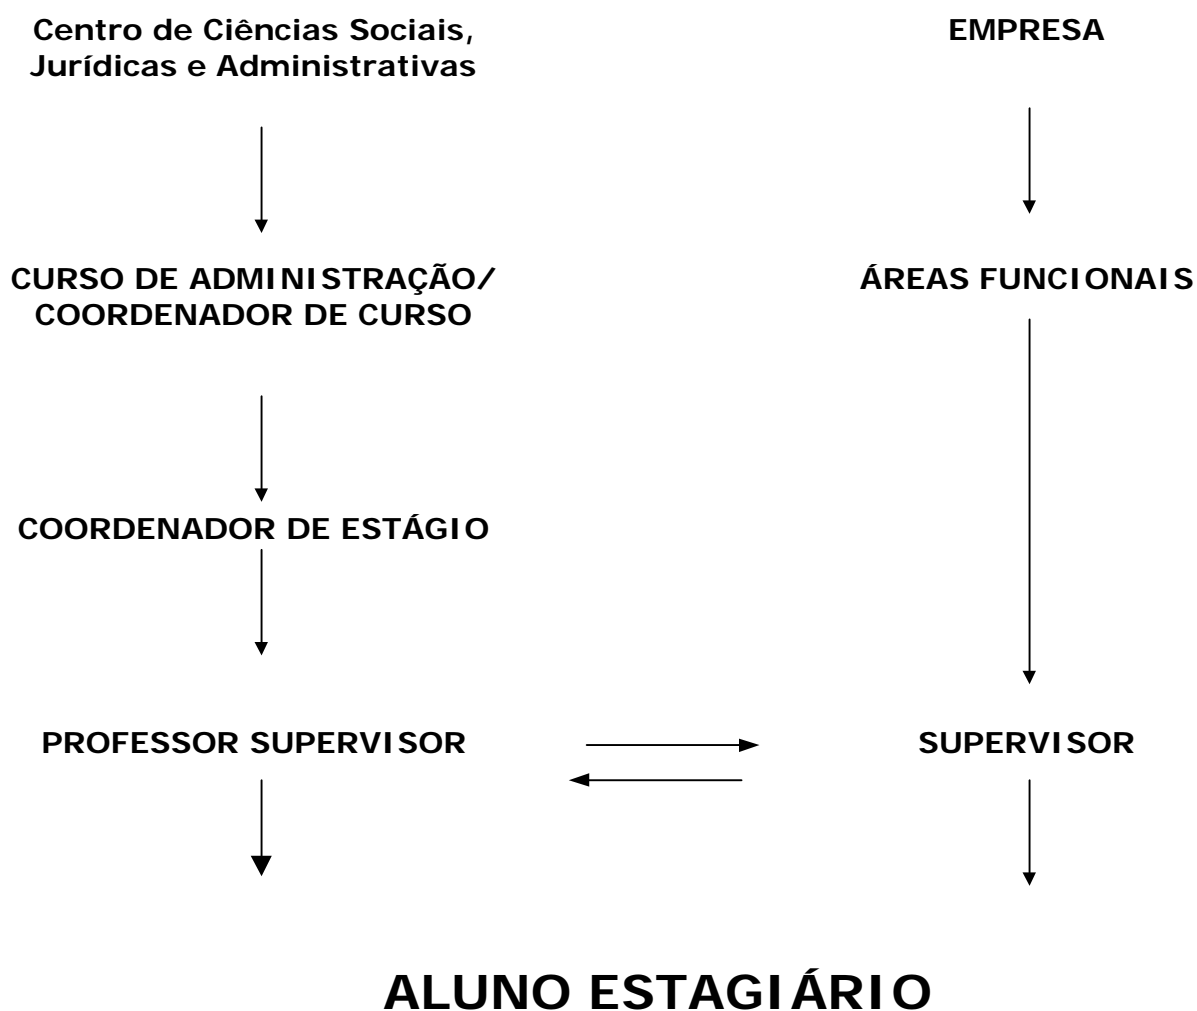 Centro de Ciências Sociais,
Jurídicas e Administrativas
EMPRESA
CURSO DE ADMINISTRAÇÃO/
COORDENADOR DE CURSO
ÁREAS FUNCIONAIS
COORDENADOR DE ESTÁGIO
PROFESSOR SUPERVISOR
SUPERVISOR
ALUNO ESTAGIÁRIO